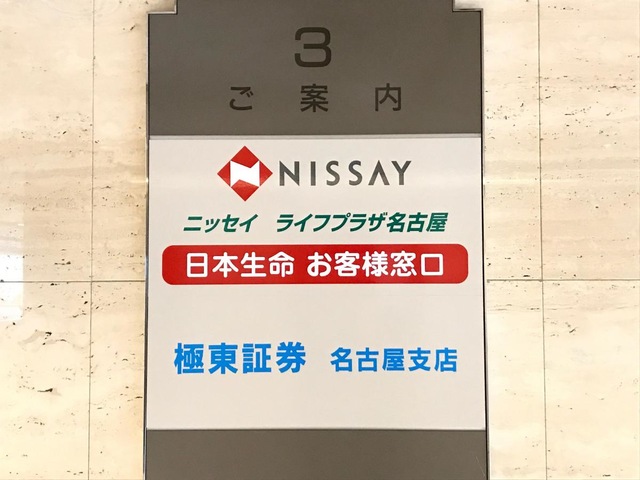 3
ご案内
NISSAY
ニッセイ ライフプラザ名古屋
日本生命 お客様窓口
極東証券 名古屋支店